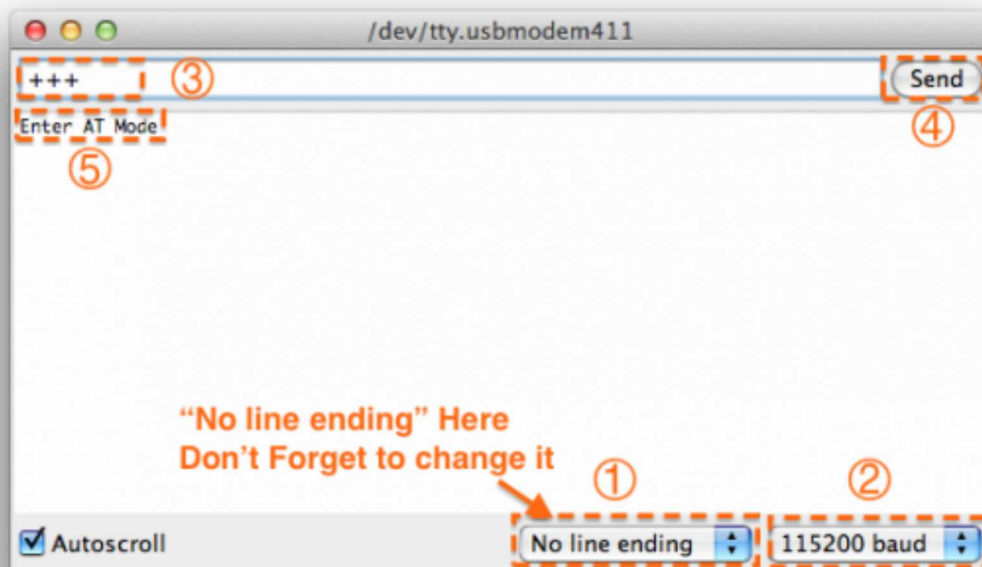 /dev/tty.usbmodem411
+++ ③ Send
Enter AT Mode ④
⑤
“No line ending” Here
Don't Forget to change it
① ②
Autoscroll No line ending 115200 baud